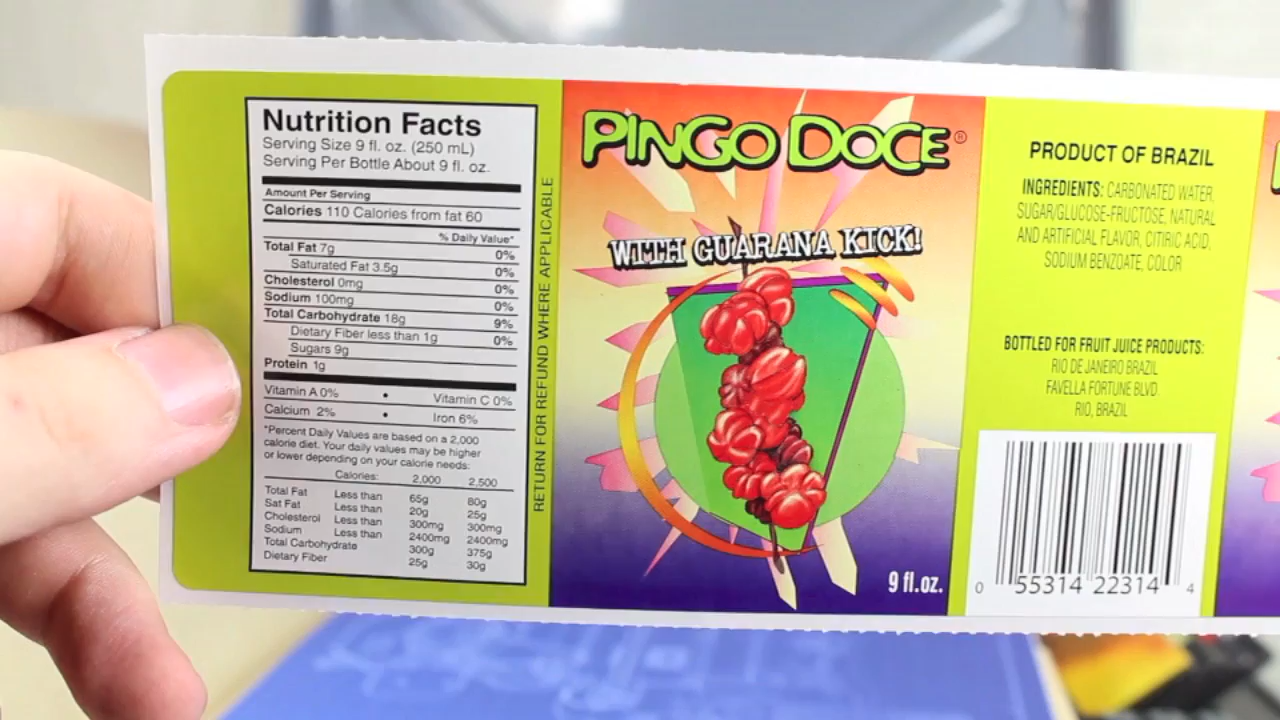 Nutrition Facts
Serving Size 9 fl. oz. (250 mL)
Serving Per Bottle About 9 fl. oz.
Amount Per Serving
Calories 110 Calories from fat 60
% Daily Value*
Total Fat 7g 0%
Saturated Fat 3.5g 0%
Cholesterol 0mg 0%
Sodium 100mg 0%
Total Carbohydrate 18g 9%
Dietary Fiber less than 1g 0%
Sugars 9g
Protein 1g
Vitamin A 0% • Vitamin C 0%
Calcium 2% • Iron 6%
*Percent Daily Values are based on a 2,000
calorie diet. Your daily values may be higher
or lower depending on your calorie needs:
Calories: 2,000 2,500
Total Fat Less than 65g 80g
Sat Fat Less than 20g 25g
Cholesterol Less than 300mg 300mg
Sodium Less than 2400mg 2400mg
Total Carbohydrate 300g 375g
Dietary Fiber 25g 30g
RETURN FOR REFUND WHERE APPLICABLE
PINGO DOCE®
WITH GUARANA KICK!
9 fl.oz.
PRODUCT OF BRAZIL
INGREDIENTS: CARBONATED WATER,
SUGAR/GLUCOSE-FRUCTOSE, NATURAL
AND ARTIFICIAL FLAVOR, CITRIC ACID,
SODIUM BENZOATE, COLOR
BOTTLED FOR FRUIT JUICE PRODUCTS:
RIO DE JANEIRO BRAZIL
FAVELLA FORTUNE BLVD.
RIO, BRAZIL
0 55314 22314 4